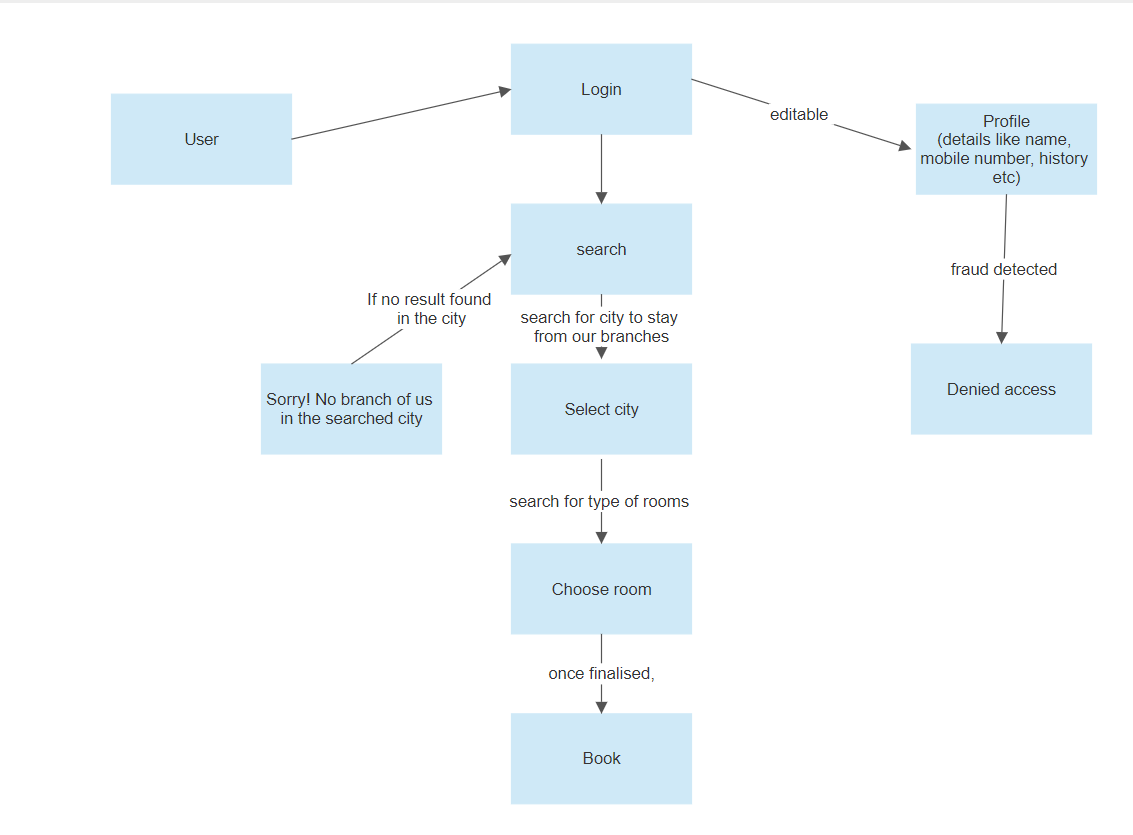 Login
User
editable
Profile
(details like name,
mobile number, history
etc)
search
If no result found
in the city
search for city to stay
from our branches
fraud detected
Sorry! No branch of us
in the searched city
Select city
Denied access
search for type of rooms
Choose room
once finalised,
Book